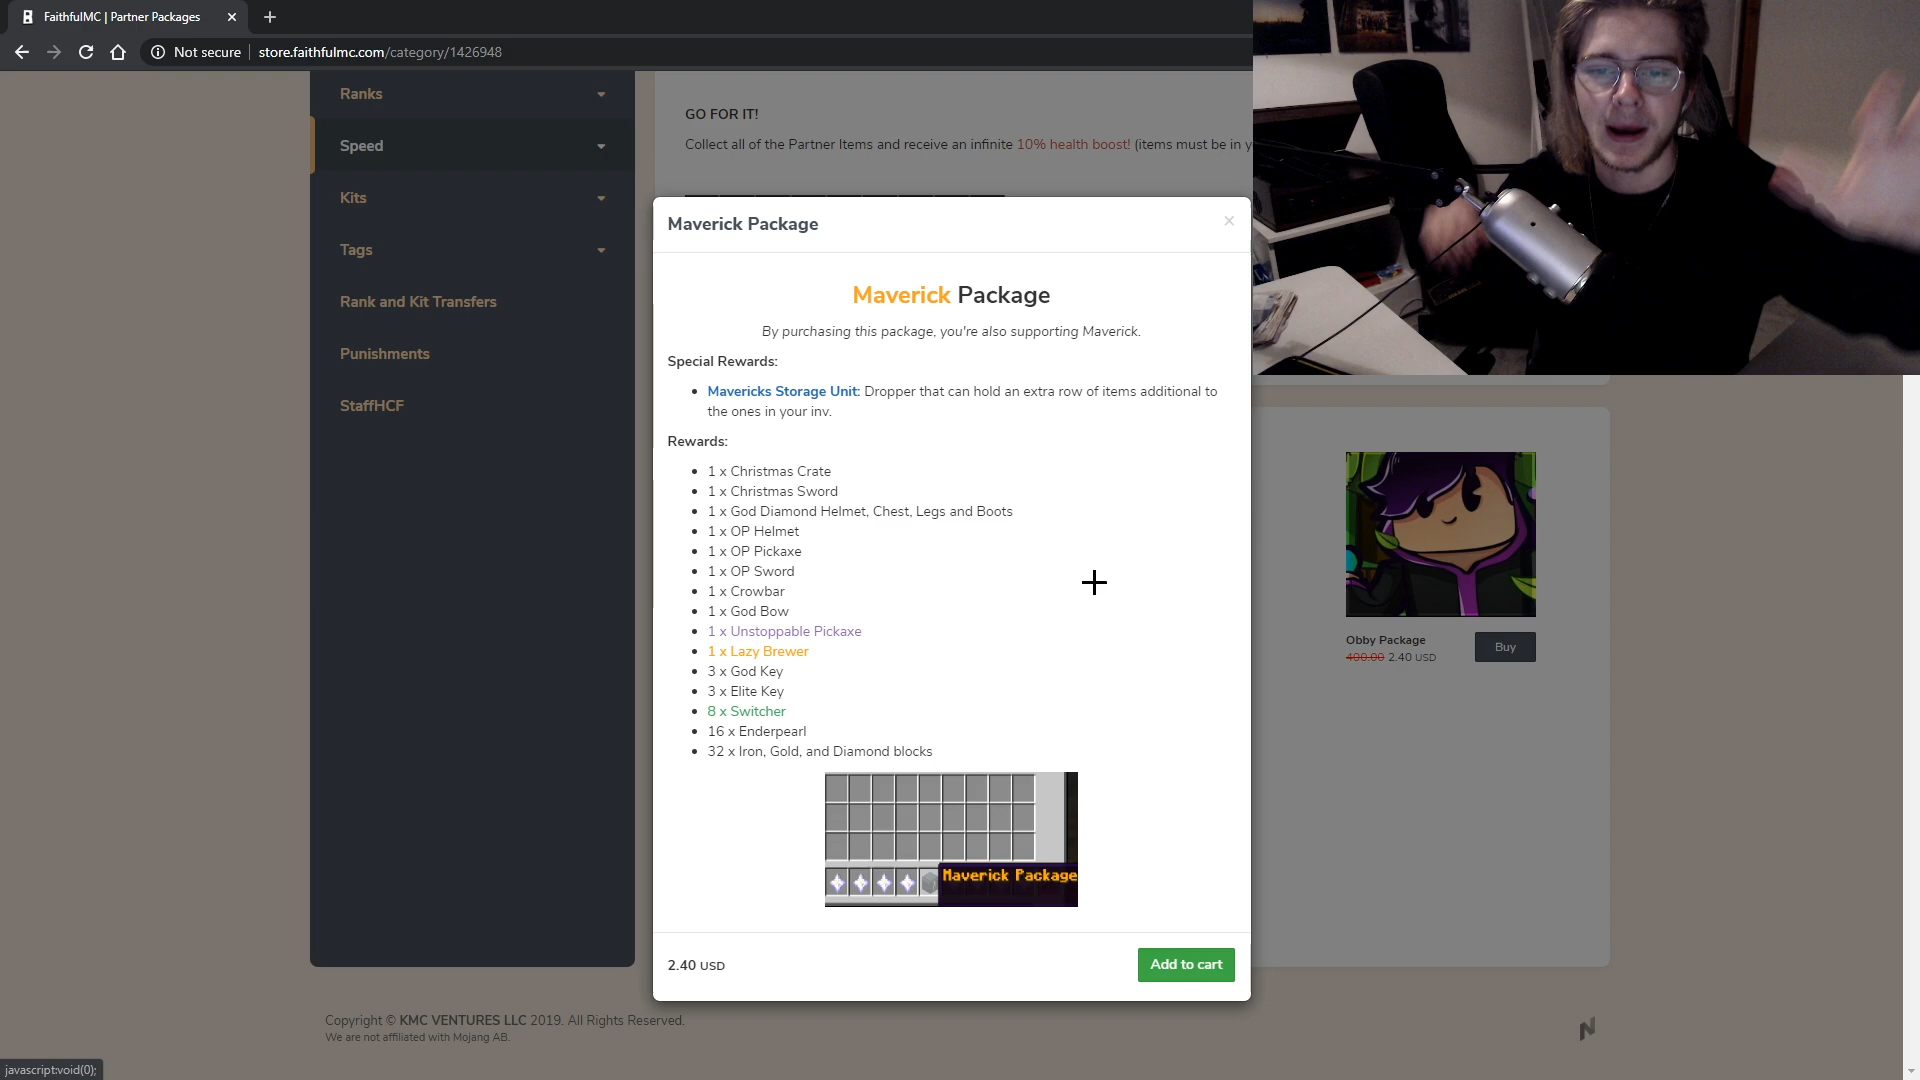 FaithfulMC | Partner Packages
Not secure
store.faithfulmc.com/category/1426948
Ranks
Speed
Kits
Tags
Rank and Kit Transfers
Punishments
StaffHCF
GO FOR IT!
Collect all of the Partner Items and receive an infinite 10% health boost! (items must be in y
Maverick Package
×
Maverick Package
By purchasing this package, you're also supporting Maverick.
Special Rewards:
Mavericks Storage Unit: Dropper that can hold an extra row of items additional to
the ones in your inv.
Rewards:
1 x Christmas Crate
1 x Christmas Sword
1 x God Diamond Helmet, Chest, Legs and Boots
1 x OP Helmet
1 x OP Pickaxe
1 x OP Sword
1 x Crowbar
1 x God Bow
1 x Unstoppable Pickaxe
1 x Lazy Brewer
3 x God Key
3 x Elite Key
8 x Switcher
16 x Enderpearl
32 x Iron, Gold, and Diamond blocks
Maverick Package
2.40 USD
Add to cart
Obby Package
400.00 2.40 USD
Buy
Copyright © KMC VENTURES LLC 2019. All Rights Reserved.
We are not affiliated with Mojang AB.
javascript:void(0);